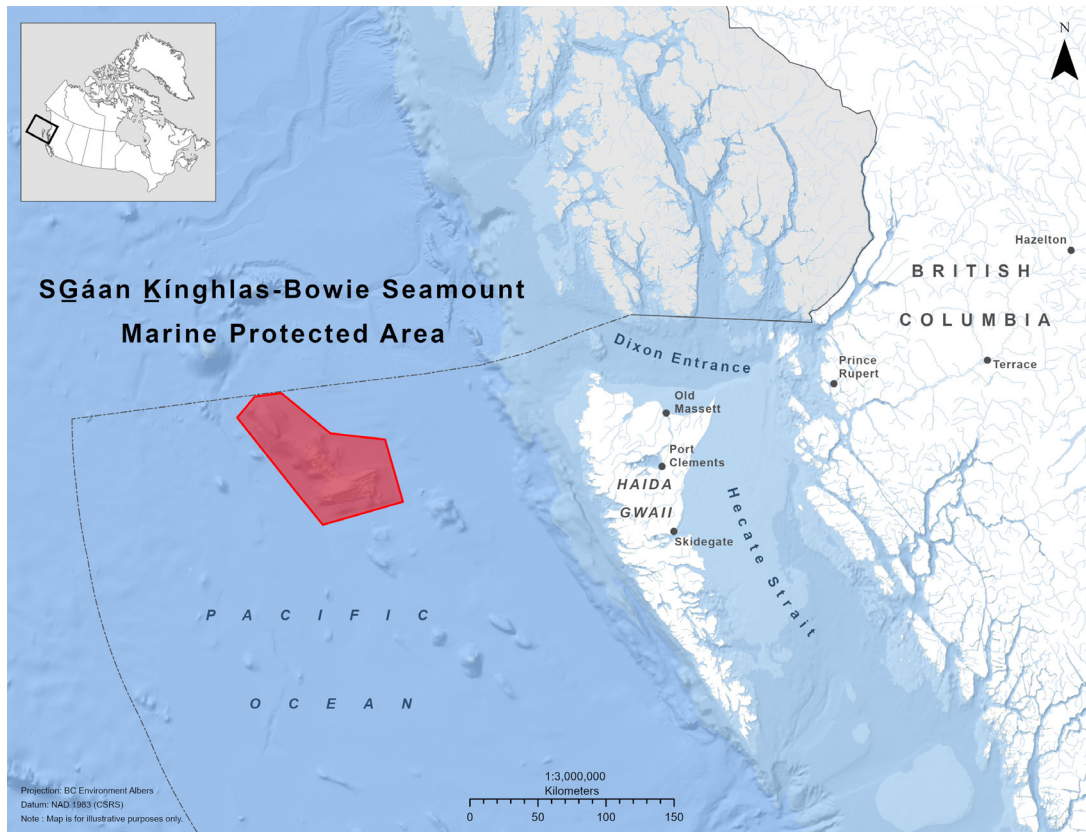 N
SG̲áan K̲ínghlas-Bowie Seamount
Marine Protected Area
Hazelton
BRITISH
COLUMBIA
Dixon Entrance
Prince
Rupert
Terrace
Old
Massett
Port
Clements
HAIDA
GWAII
Skidegate
Hecate Strait
PACIFIC
OCEAN
1:3,000,000
Kilometers
0 50 100 150
Projection: BC Environment Albers
Datum: NAD 1983 (CSRS)
Note : Map is for illustrative purposes only.